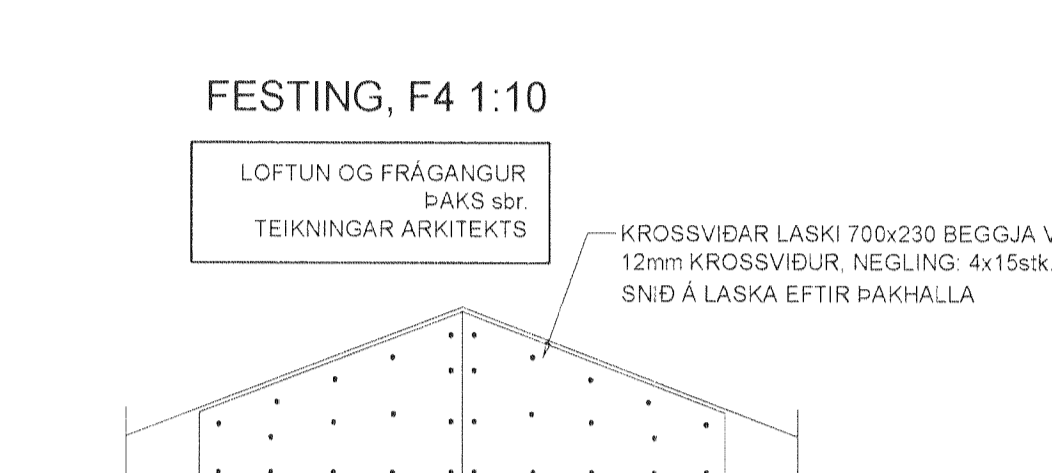 FESTING, F4 1:10
LOFTUN OG FRÁGANGUR
ÞAKS sbr.
TEIKNINGAR ARKITEKTS
KROSSVIÐAR LASKI 700x230 BEGGJA
12mm KROSSVIÐUR, NEGLING: 4x15stk.
SNIÐ Á LASKA EFTIR ÞAKHALLA